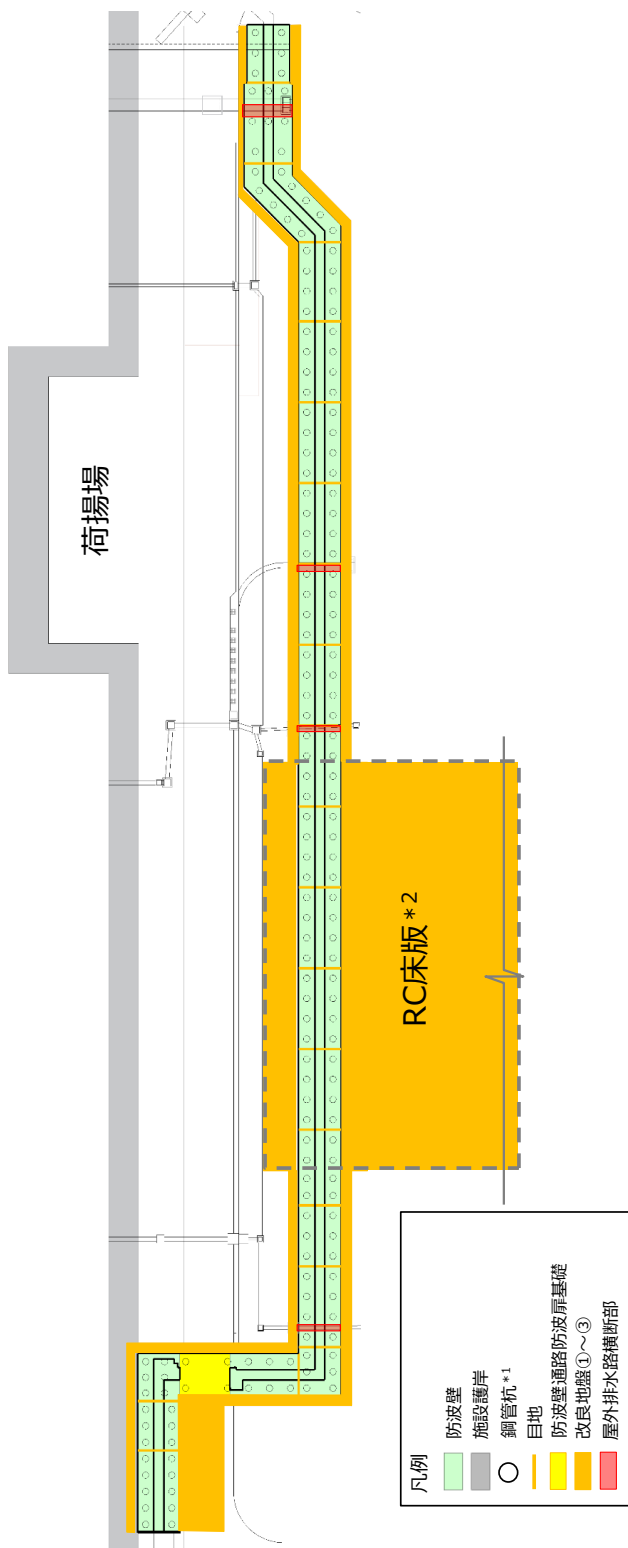 荷揚場
RC床版*2
凡例
防波壁
施設護岸
鋼管杭*1
目地
防波壁通路防波扉基礎
改良地盤①～③
屋外排水路横断部